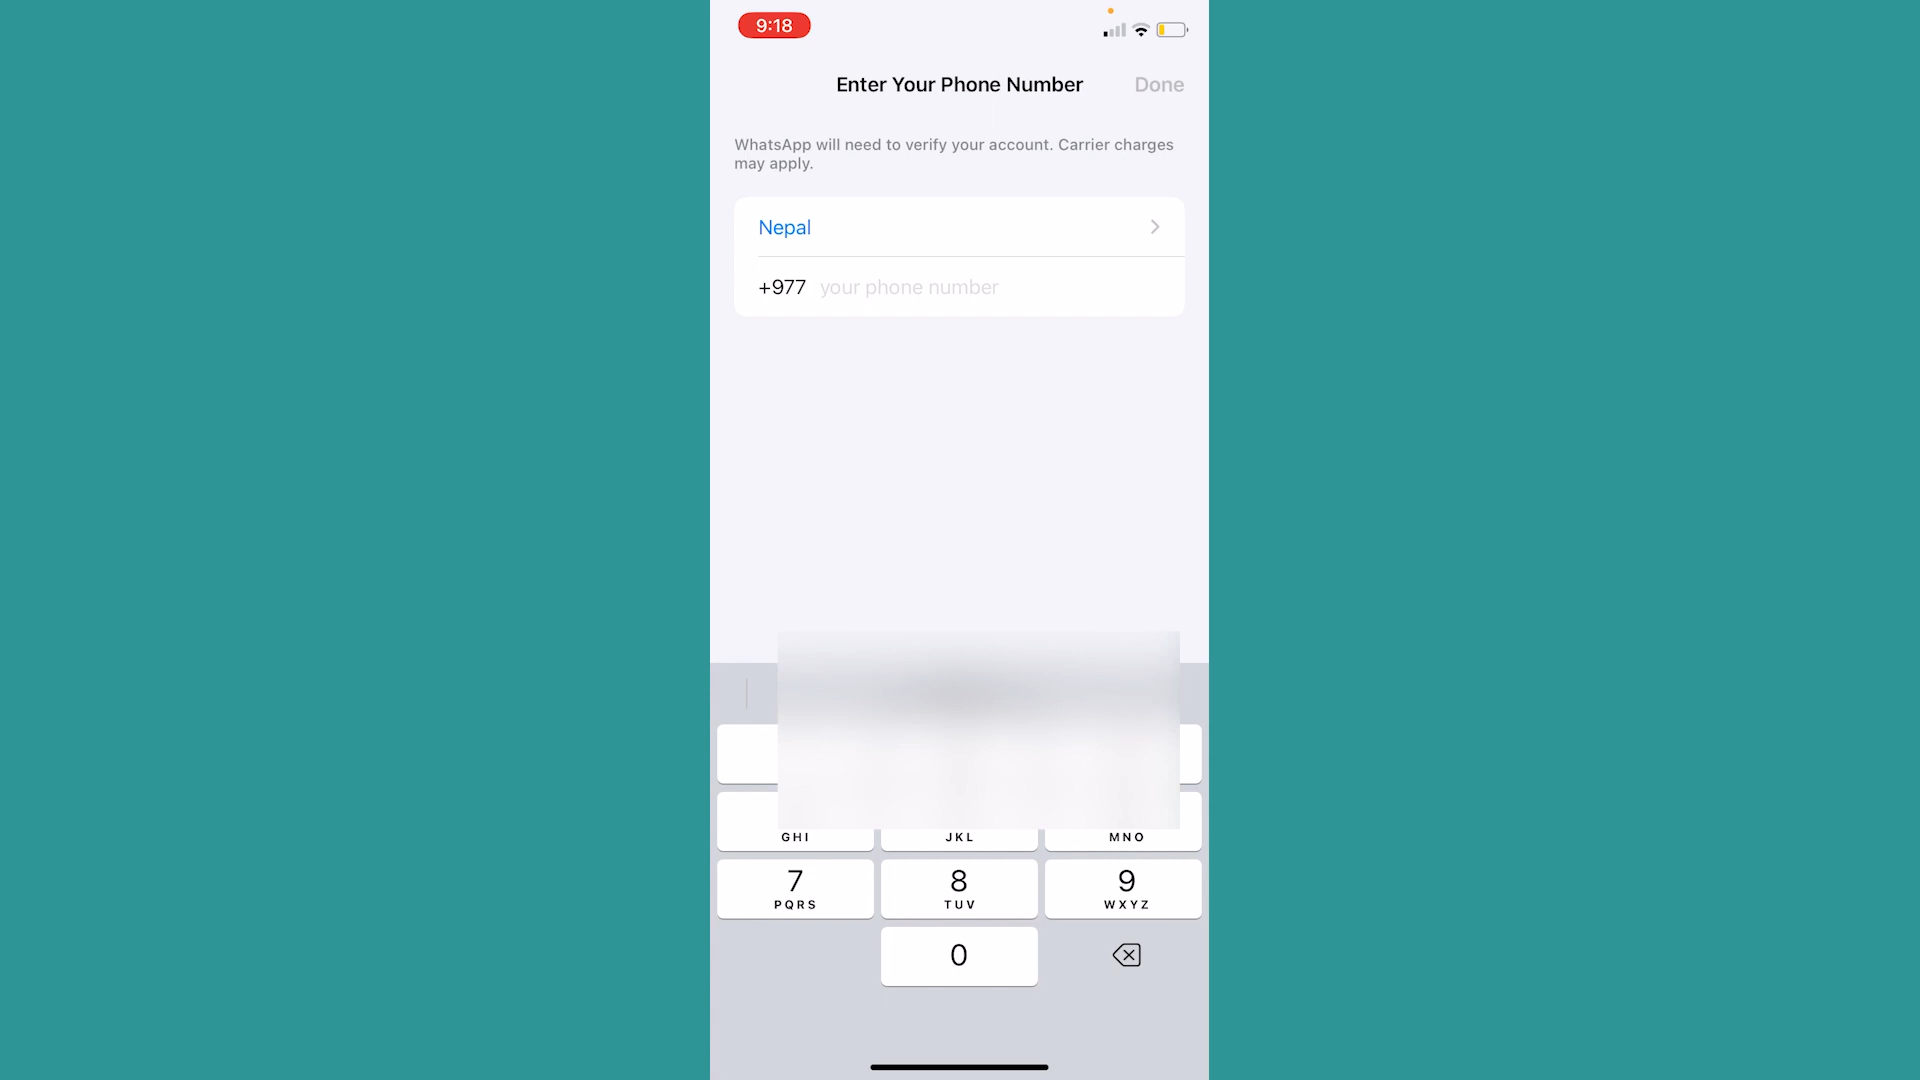 9:18
Enter Your Phone Number
Done
WhatsApp will need to verify your account. Carrier charges
may apply.
Nepal
+977 your phone number
GHI JKL MNO
7 8 9
PQRS TUV WXYZ
0